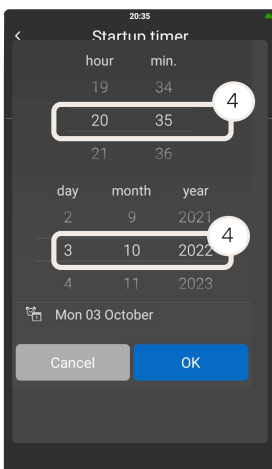 20:35
< Startup timer
hour min.
19 34
4
20 35
21 36
day month year
2 9 2021
4
3 10 2022
4 11 2023
Mon 03 October
Cancel OK